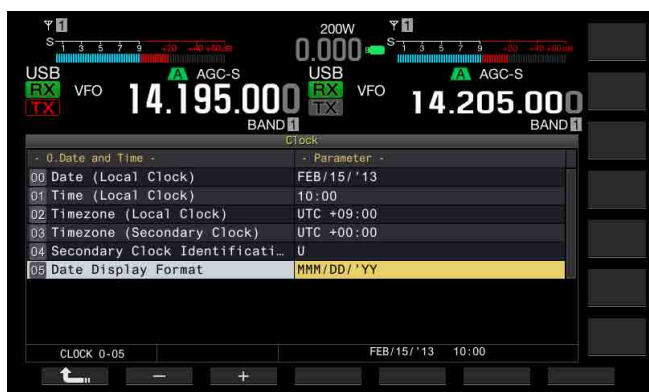 1 200W 1
S 1 3 5 7 9 +20 +40 +60dB 0.000 S 1 3 5 7 9 +20 +40 +60dB
USB A AGC-S USB A AGC-S
RX VFO 14.195.000 RX VFO 14.205.000
TX TX
BAND 1 BAND 1
Clock
- 0.Date and Time - - Parameter -
00 Date (Local Clock) FEB/15/'13
01 Time (Local Clock) 10:00
02 Timezone (Local Clock) UTC +09:00
03 Timezone (Secondary Clock) UTC +00:00
04 Secondary Clock Identificati… U
05 Date Display Format MMM/DD/'YY
CLOCK 0-05 FEB/15/'13 10:00
− +